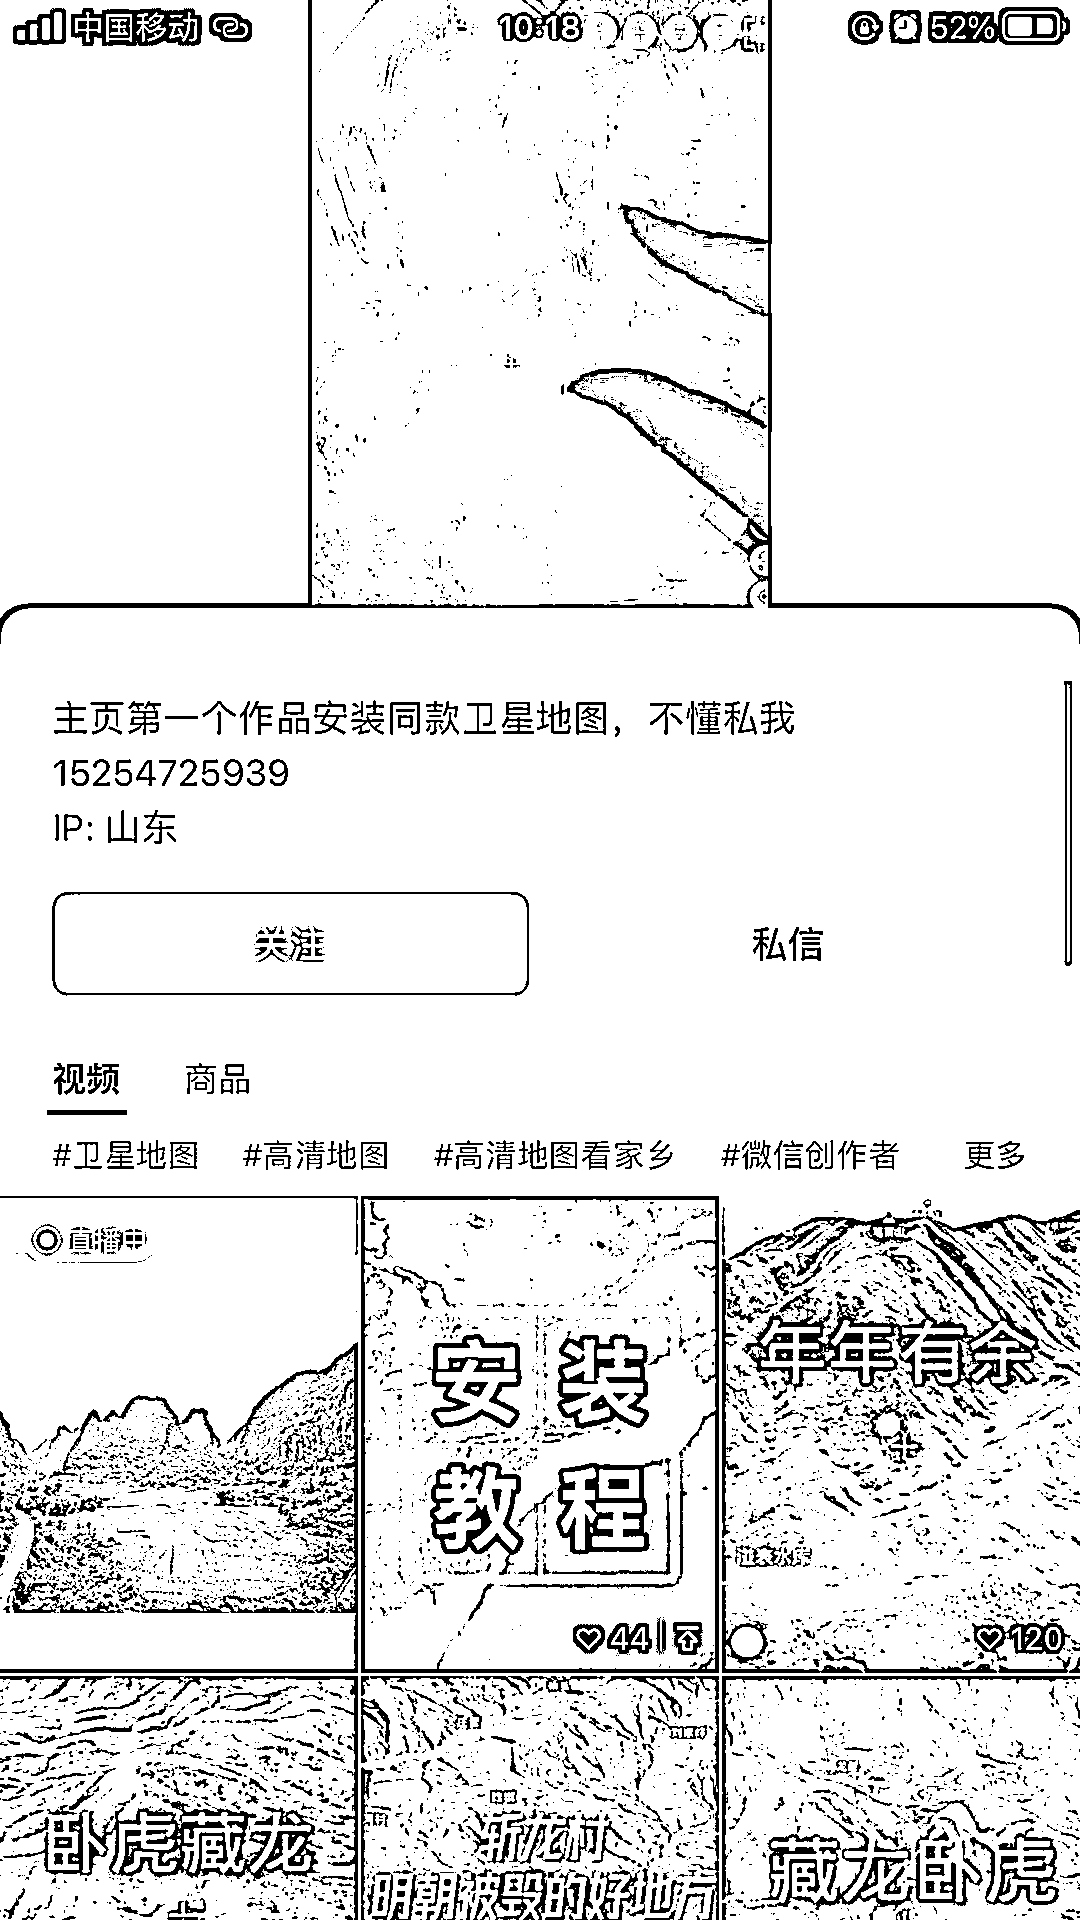 中国移动 10:18 52%
主页第一个作品安装同款卫星地图，不懂私我
15254725939
IP: 山东
关注 私信
视频 商品
#卫星地图 #高清地图 #高清地图看家乡 #微信创作者 更多
直播中
安装
教程
44
年年有余
120
卧虎藏龙
斩龙村
明朝被毁的好地方
藏龙卧虎